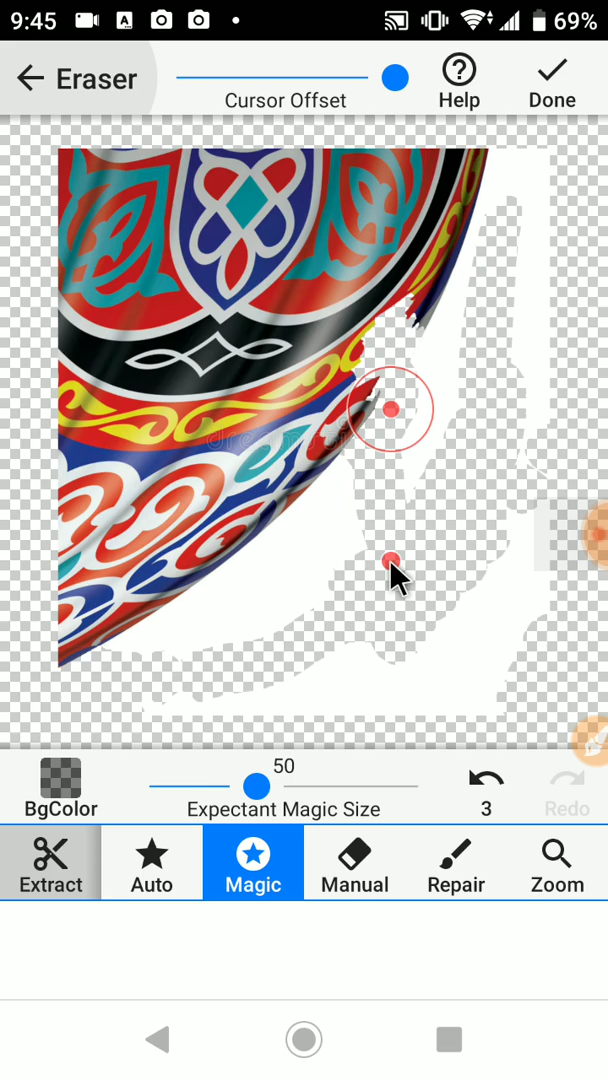 9:45
A
69%
Eraser
Cursor Offset
Help
Done
50
BgColor
Expectant Magic Size
3
Redo
Extract
Auto
Magic
Manual
Repair
Zoom